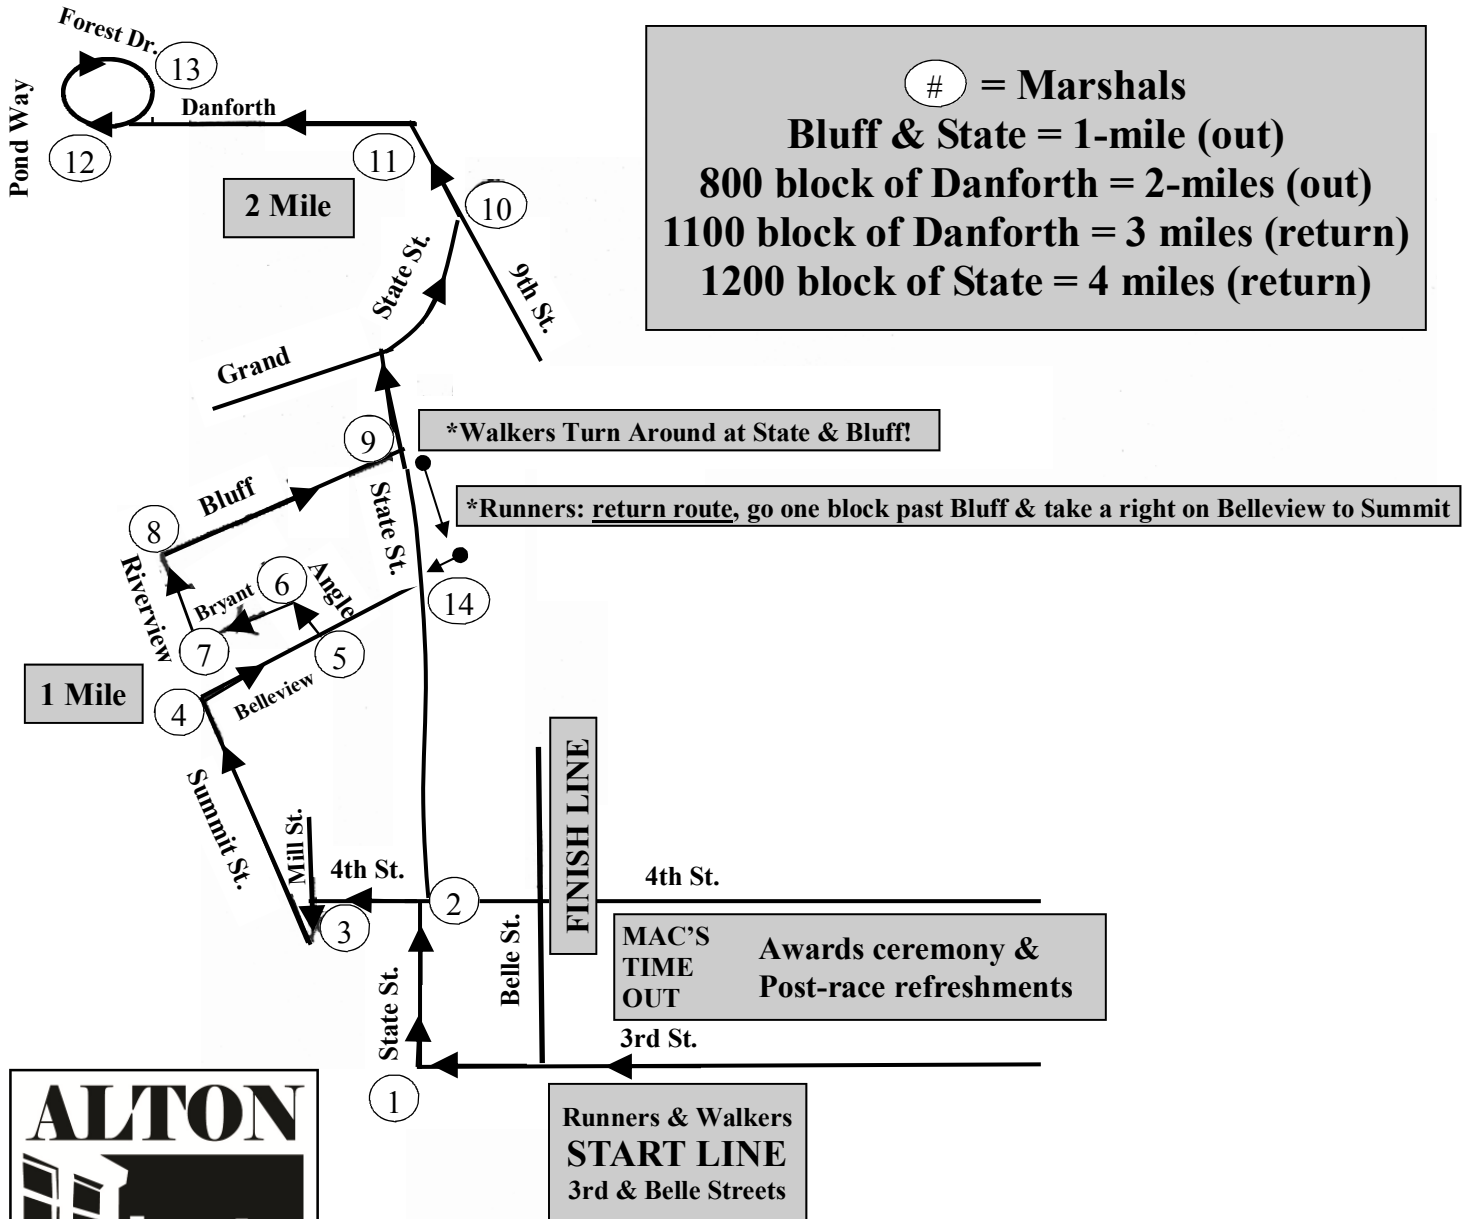 Forest Dr.
13
Pond Way
Danforth
12
11
2 Mile
10
State St.
9th St.
# = Marshals
Bluff & State = 1-mile (out)
800 block of Danforth = 2-miles (out)
1100 block of Danforth = 3 miles (return)
1200 block of State = 4 miles (return)
Grand
9
*Walkers Turn Around at State & Bluff!
Bluff
State St.
*Runners: return route, go one block past Bluff & take a right on Belleview to Summit
8
Riverview
Bryant
6
Angle
14
7
5
1 Mile
4
Belleview
Summit St.
Mill St.
4th St.
2
3
FINISH LINE
4th St.
Belle St.
State St.
MAC'S
TIME
OUT
Awards ceremony &
Post-race refreshments
3rd St.
1
Runners & Walkers
START LINE
3rd & Belle Streets
ALTON